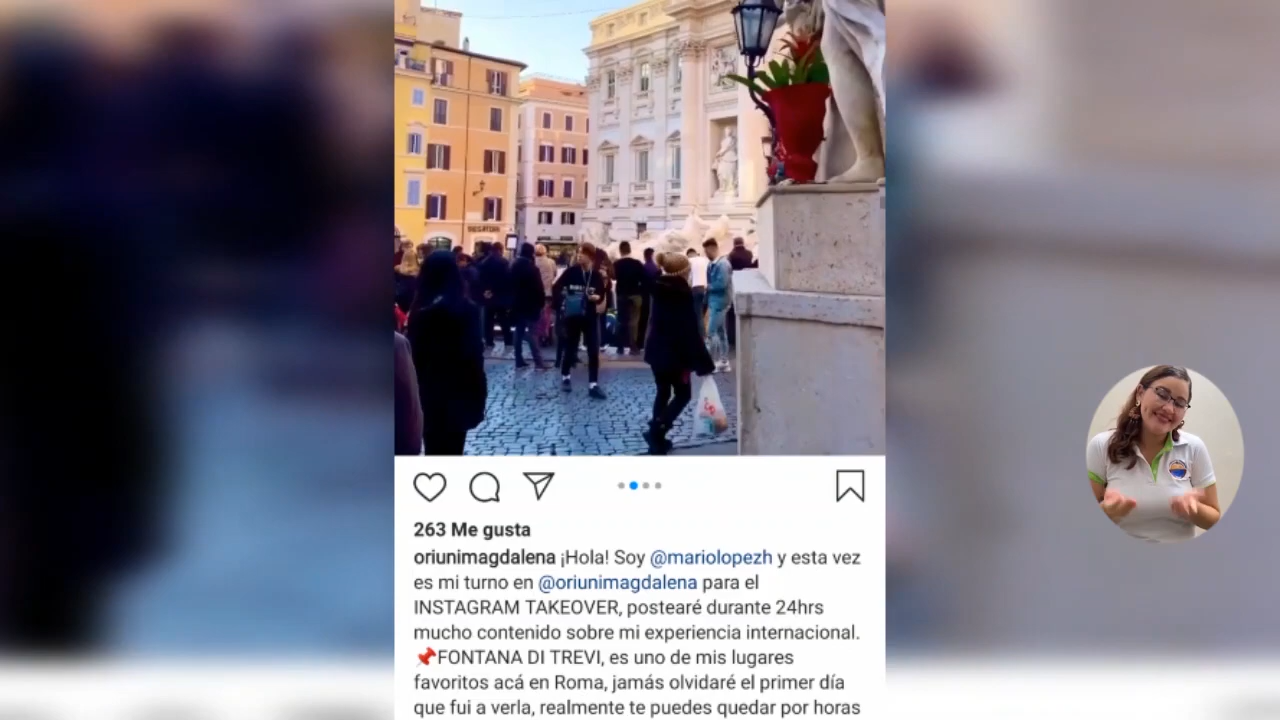 263 Me gusta
oriunimagdalena ¡Hola! Soy @mariolopezh y esta vez
es mi turno en @oriunimagdalena para el
INSTAGRAM TAKEOVER, postearé durante 24hrs
mucho contenido sobre mi experiencia internacional.
📌FONTANA DI TREVI, es uno de mis lugares
favoritos acá en Roma, jamás olvidaré el primer día
que fui a verla, realmente te puedes quedar por horas